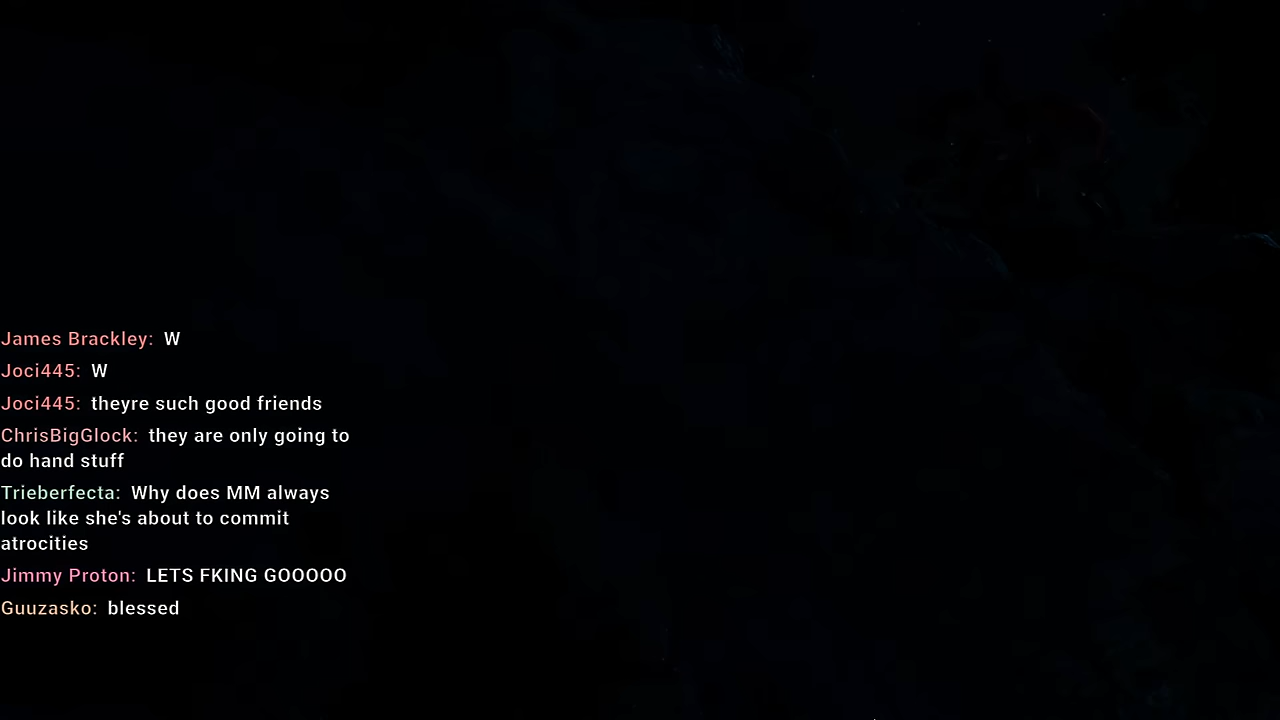 James Brackley: W
Joci445: W
Joci445: theyre such good friends
ChrisBigGlock: they are only going to
do hand stuff
Trieberfecta: Why does MM always
look like she's about to commit
atrocities
Jimmy Proton: LETS FKING GOOOOO
Guuzasko: blessed